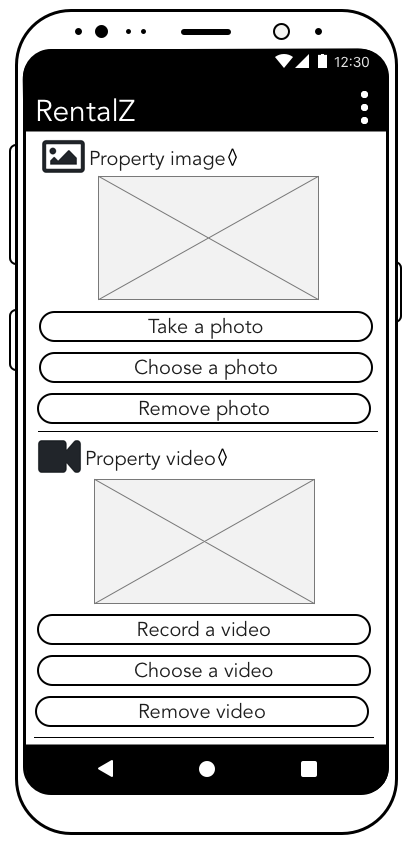 12:30
RentalZ
Property image◊
Take a photo
Choose a photo
Remove photo
Property video◊
Record a video
Choose a video
Remove video